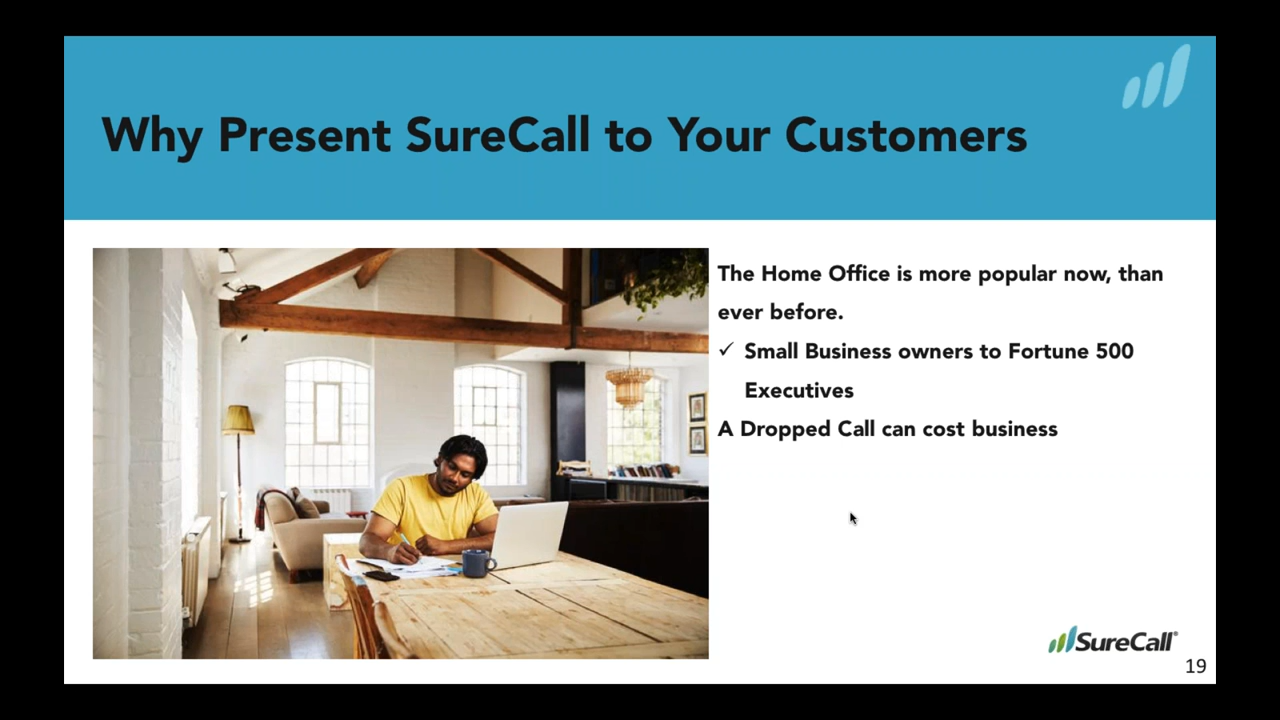 Why Present SureCall to Your Customers
The Home Office is more popular now, than
ever before.
✓ Small Business owners to Fortune 500
Executives
A Dropped Call can cost business
SureCall®
19